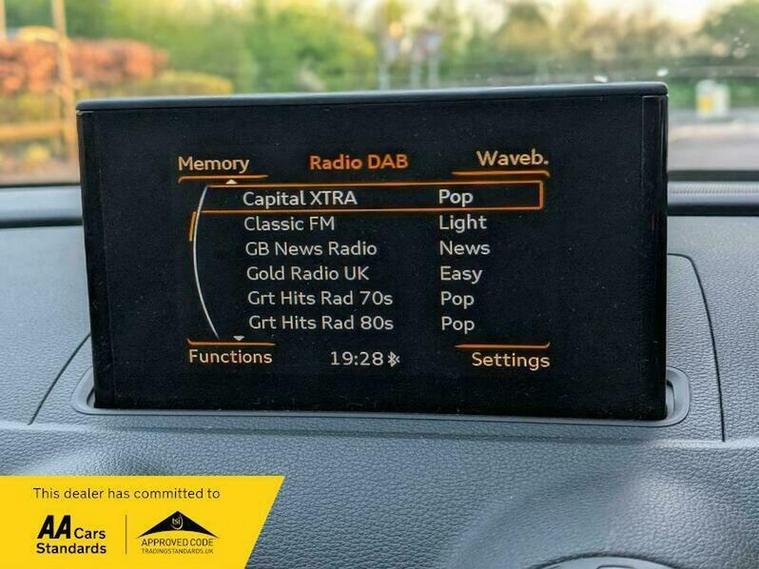 Memory Radio DAB Waveb.
Capital XTRA Pop
Classic FM Light
GB News Radio News
Gold Radio UK Easy
Grt Hits Rad 70s Pop
Grt Hits Rad 80s Pop
Functions 19:28 Settings
This dealer has committed to
AA Cars
Standards
tsi
APPROVED CODE
TRADINGSTANDARDS.UK